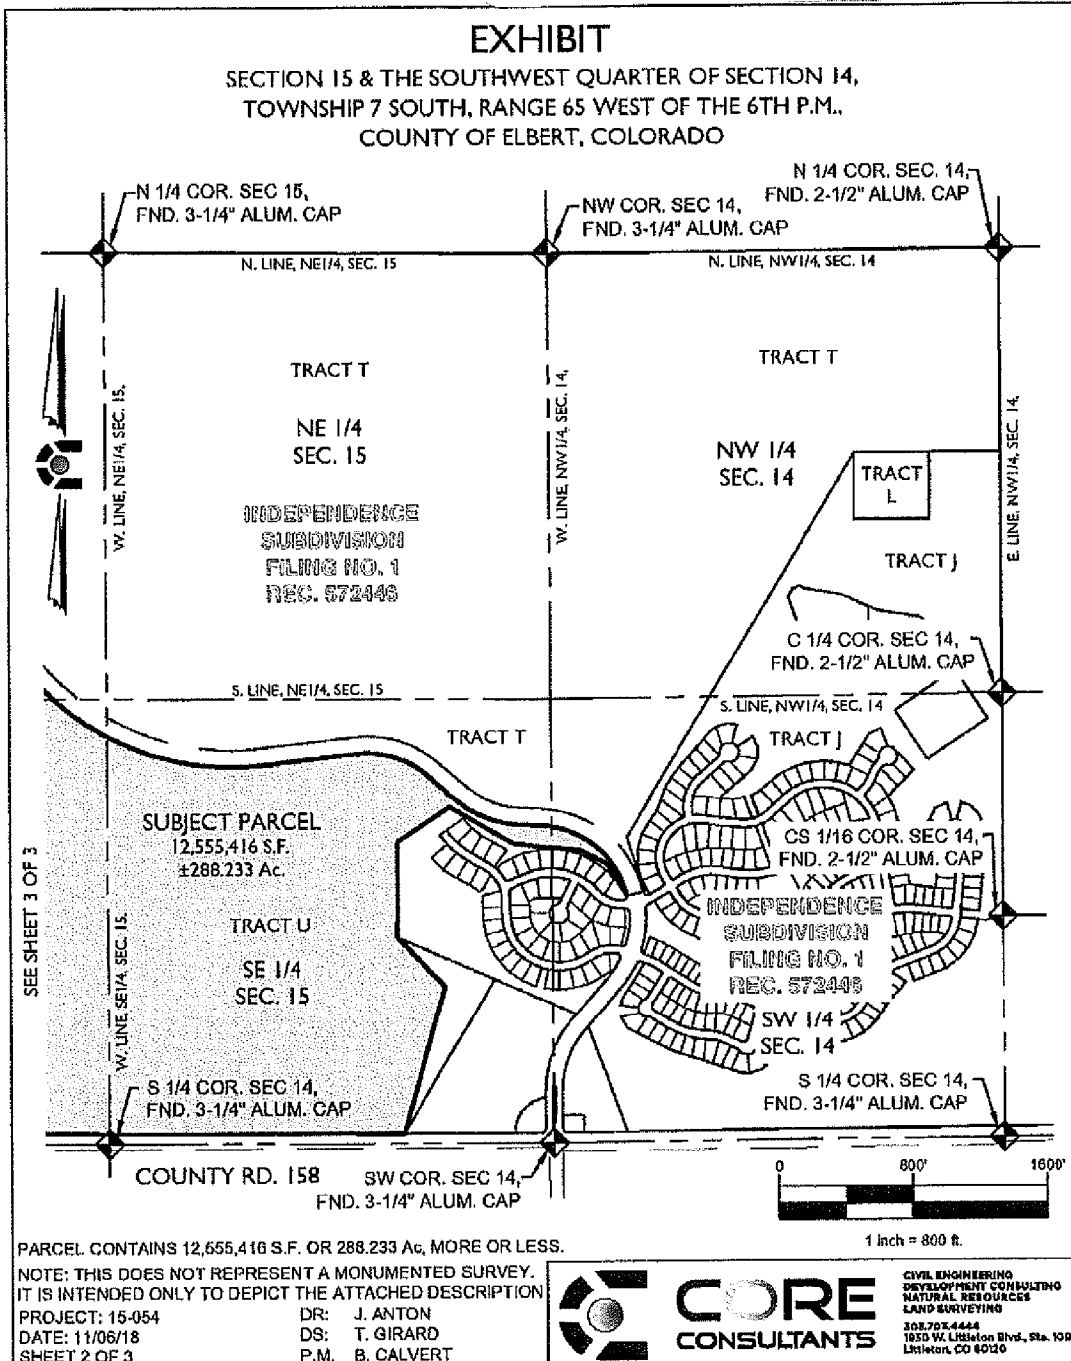 EXHIBIT
SECTION 15 & THE SOUTHWEST QUARTER OF SECTION 14,
TOWNSHIP 7 SOUTH, RANGE 65 WEST OF THE 6TH P.M.,
COUNTY OF ELBERT, COLORADO
N 1/4 COR. SEC 15,
FND. 3-1/4" ALUM. CAP
NW COR. SEC 14,
FND. 3-1/4" ALUM. CAP
N 1/4 COR. SEC. 14,
FND. 2-1/2" ALUM. CAP
N. LINE, NE1/4, SEC. 15
N. LINE, NW1/4, SEC. 14
TRACT T
NE 1/4
SEC. 15
W. LINE, NE1/4, SEC. 15,
INDEPENDENCE
SUBDIVISION
FILING NO. 1
REC. 572446
W. LINE, NW1/4, SEC. 14,
TRACT T
NW 1/4
SEC. 14
TRACT
L
E. LINE, NW1/4, SEC. 14,
TRACT J
C 1/4 COR. SEC 14,
FND. 2-1/2" ALUM. CAP
S. LINE, NE1/4, SEC. 15
S. LINE, NW1/4, SEC. 14
TRACT T
TRACT J
SUBJECT PARCEL
12,555,416 S.F.
±288.233 Ac.
CS 1/16 COR. SEC 14,
FND. 2-1/2" ALUM. CAP
SEE SHEET 3 OF 3
TRACT U
SE 1/4
SEC. 15
W. LINE, SE1/4, SEC. 15,
INDEPENDENCE
SUBDIVISION
FILING NO. 1
REC. 572446
SW 1/4
SEC. 14
S 1/4 COR. SEC 14,
FND. 3-1/4" ALUM. CAP
S 1/4 COR. SEC 14,
FND. 3-1/4" ALUM. CAP
COUNTY RD. 158
SW COR. SEC 14,
FND. 3-1/4" ALUM. CAP
0 800' 1600'
1 inch = 800 ft.
PARCEL CONTAINS 12,555,416 S.F. OR 288.233 Ac, MORE OR LESS.
NOTE: THIS DOES NOT REPRESENT A MONUMENTED SURVEY.
IT IS INTENDED ONLY TO DEPICT THE ATTACHED DESCRIPTION
PROJECT: 15-054 DR: J. ANTON
DATE: 11/06/18 DS: T. GIRARD
SHEET 2 OF 3 P.M. B. CALVERT
CORE
CONSULTANTS
CIVIL ENGINEERING
DEVELOPMENT CONSULTING
NATURAL RESOURCES
LAND SURVEYING
303.703.4444
1950 W. Littleton Blvd., Ste. 109
Littleton, CO 80120